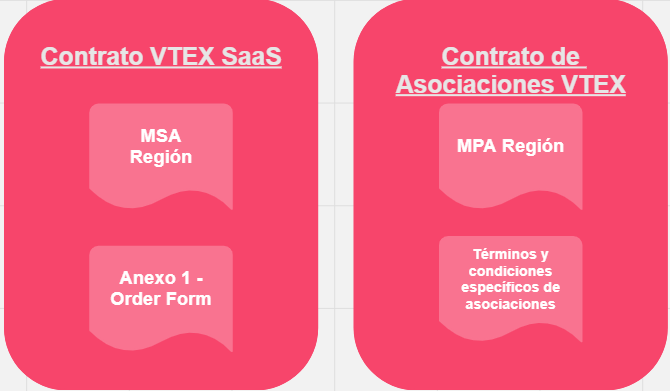 Contrato VTEX SaaS
MSA
Región
Anexo 1 -
Order Form
Contrato de
Asociaciones VTEX
MPA Región
Términos y
condiciones
específicos de
asociaciones